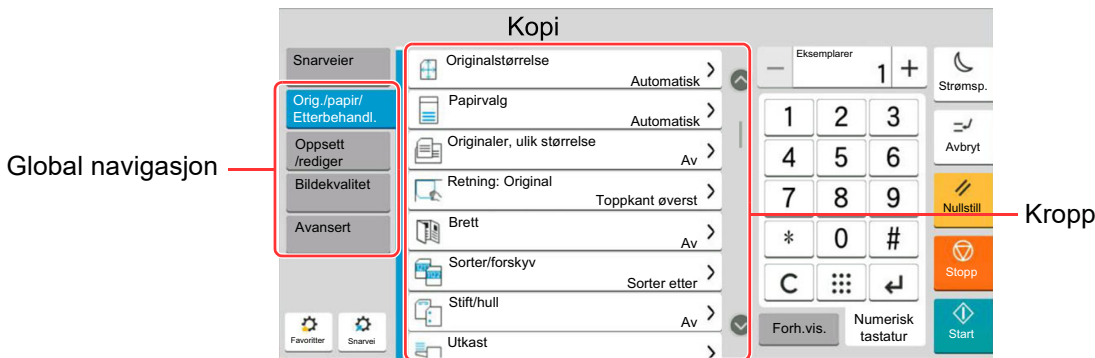 Kopi
Global navigasjon
Snarveier
Orig./papir/
Etterbehandl.
Oppsett
/rediger
Bildekvalitet
Avansert
Favoritter
Snarvei
Originalstørrelse
Automatisk
Papirvalg
Automatisk
Originaler, ulik størrelse
Av
Retning: Original
Toppkant øverst
Brett
Av
Sorter/forskyv
Sorter etter
Stift/hull
Av
Utkast
Eksemplarer
− 1 +
1 2 3
4 5 6
7 8 9
* 0 #
C
Forh.vis.
Numerisk
tastatur
Strømsp.
Avbryt
Nullstill
Stopp
Start
Kropp